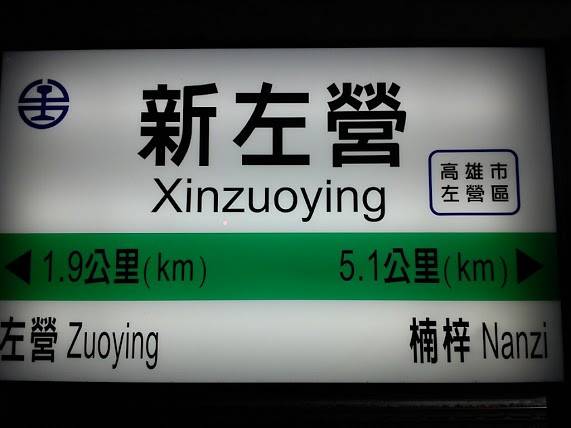 新左營
Xinzuoying
高雄市
左營區
◀ 1.9公里(km)
5.1公里(km) ▶
左營 Zuoying
楠梓 Nanzi